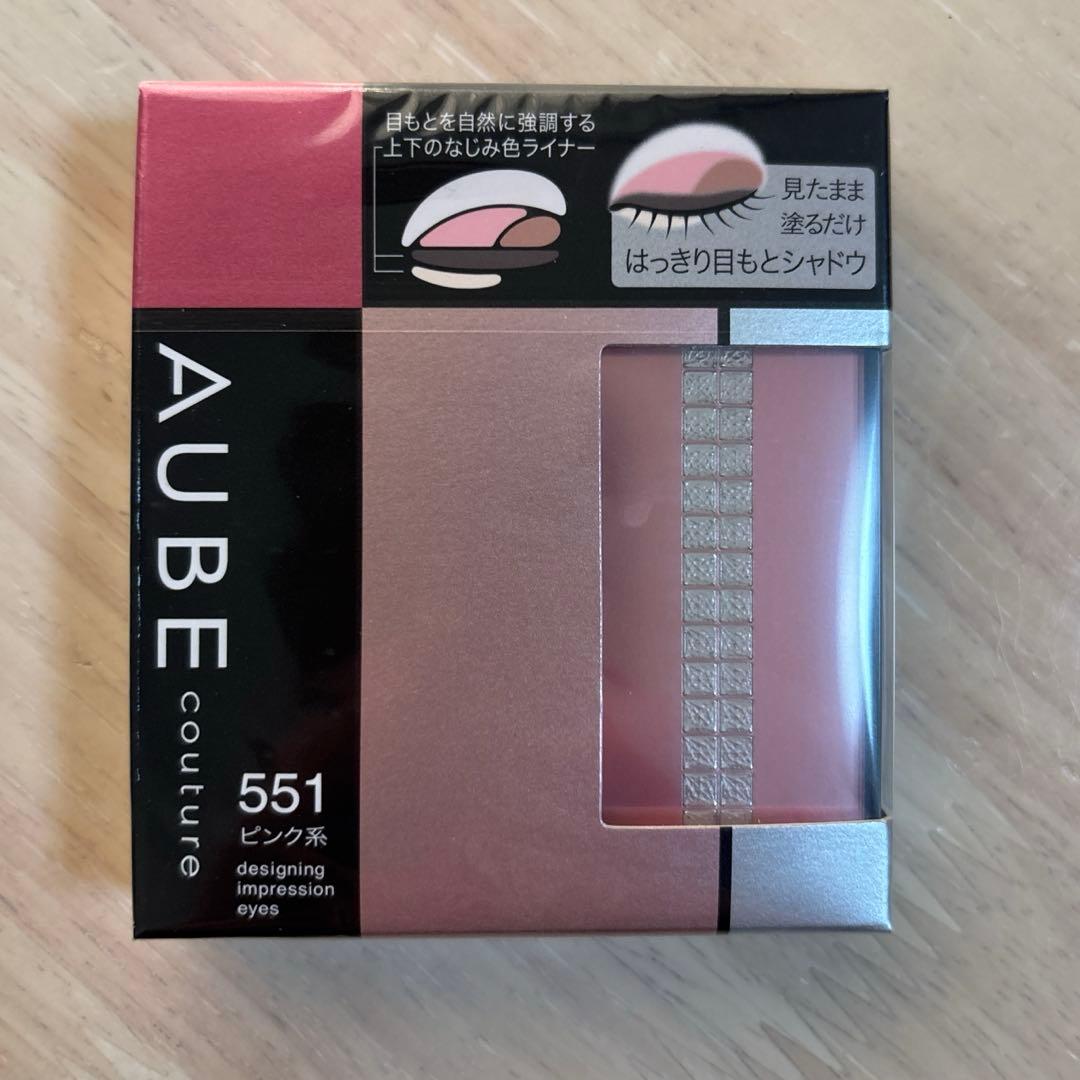 目もとを自然に強調する
上下のなじみ色ライナー
見たまま
塗るだけ
はっきり目もとシャドウ
AUBE couture
551
ピンク系
designing
impression
eyes